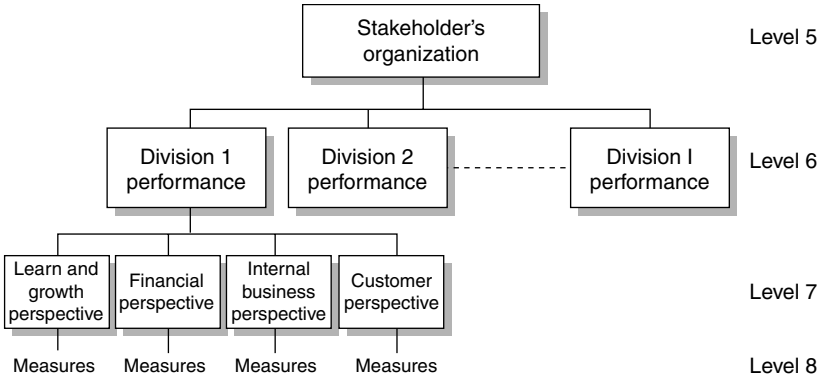 Stakeholder's
organization
Level 5
Division 1
performance
Division 2
performance
Division I
performance
Level 6
Learn and
growth
perspective
Financial
perspective
Internal
business
perspective
Customer
perspective
Level 7
Measures
Measures
Measures
Measures
Level 8